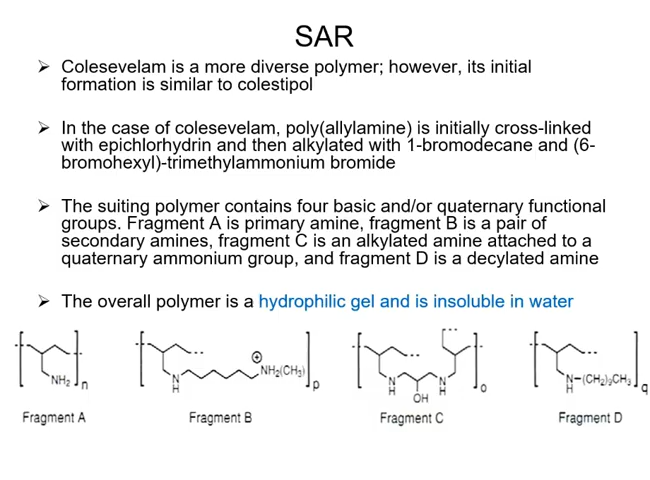 SAR
➢ Colesevelam is a more diverse polymer; however, its initial
formation is similar to colestipol
➢ In the case of colesevelam, poly(allylamine) is initially cross-linked
with epichlorhydrin and then alkylated with 1-bromodecane and (6-
bromohexyl)-trimethylammonium bromide
➢ The suiting polymer contains four basic and/or quaternary functional
groups. Fragment A is primary amine, fragment B is a pair of
secondary amines, fragment C is an alkylated amine attached to a
quaternary ammonium group, and fragment D is a decylated amine
➢ The overall polymer is a hydrophilic gel and is insoluble in water
NH₂ n
N H ⊕ NH₂(CH₃) p
N H OH N H o
N H (CH₂)₉CH₃ q
Fragment A Fragment B Fragment C Fragment D